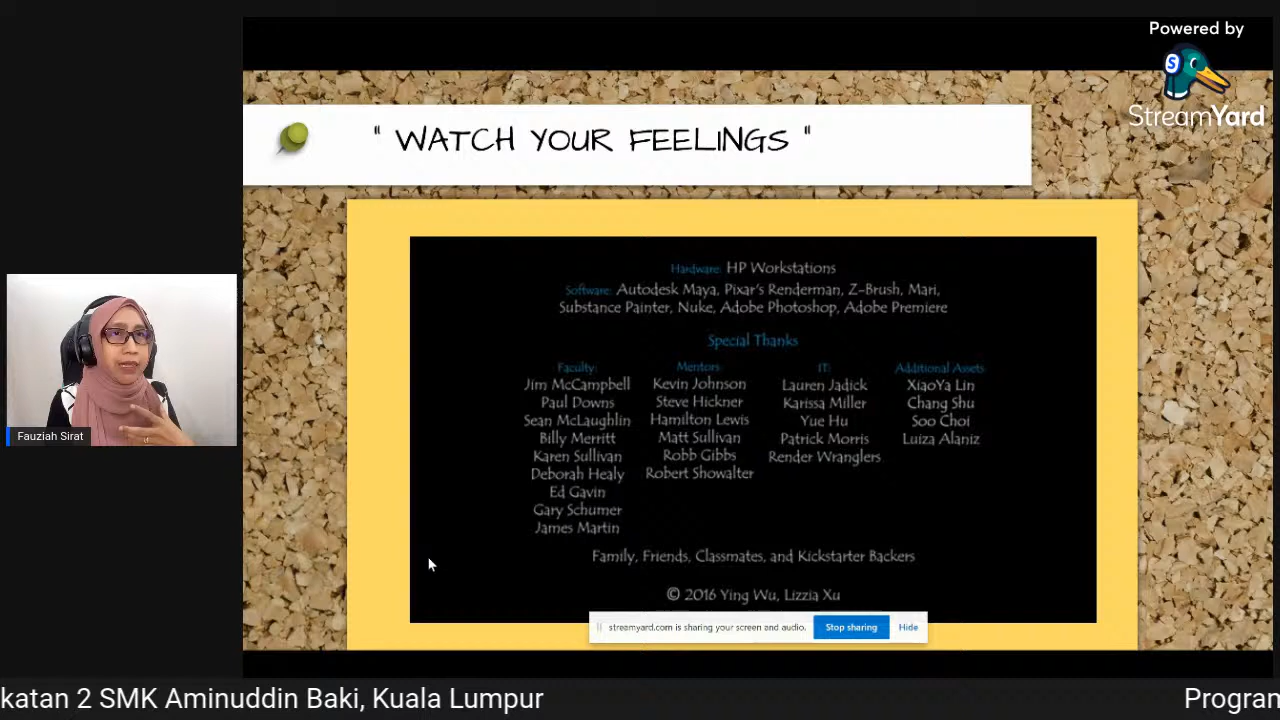 Powered by
StreamYard
" WATCH YOUR FEELINGS "
Hardware: HP Workstations
Software: Autodesk Maya, Pixar's Renderman, Z-Brush, Mari,
Substance Painter, Nuke, Adobe Photoshop, Adobe Premiere
Special Thanks
Faculty:
Jim McCampbell
Paul Downs
Sean McLaughlin
Billy Merritt
Karen Sullivan
Deborah Healy
Ed Gavin
Gary Schumer
James Martin
Mentors:
Kevin Johnson
Steve Hickner
Hamilton Lewis
Matt Sullivan
Robb Gibbs
Robert Showalter
IT:
Lauren Jadick
Karissa Miller
Yue Hu
Patrick Morris
Render Wranglers
Additional Assets
XiaoYa Lin
Chang Shu
Soo Choi
Luiza Alaniz
Family, Friends, Classmates, and Kickstarter Backers
© 2016 Ying Wu, Lizzia Xu
streamyard.com is sharing your screen and audio. Stop sharing Hide
Fauziah Sirat
katan 2 SMK Aminuddin Baki, Kuala Lumpur Program